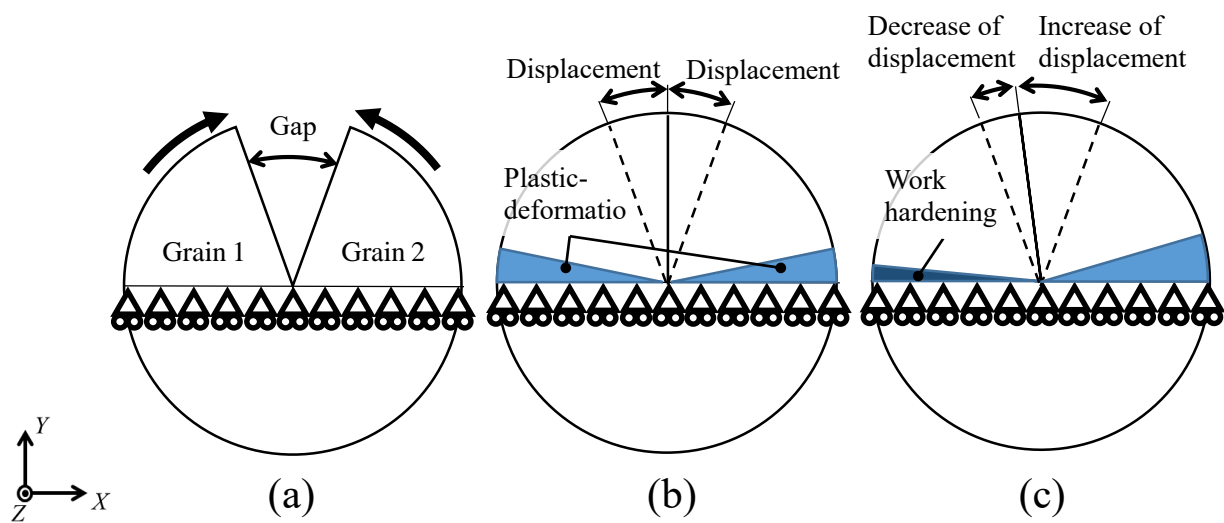 Gap
Grain 1
Grain 2
(a)
Displacement
Displacement
Plastic-
deformatio
(b)
Decrease of
displacement
Increase of
displacement
Work
hardening
(c)
Y
Z
X